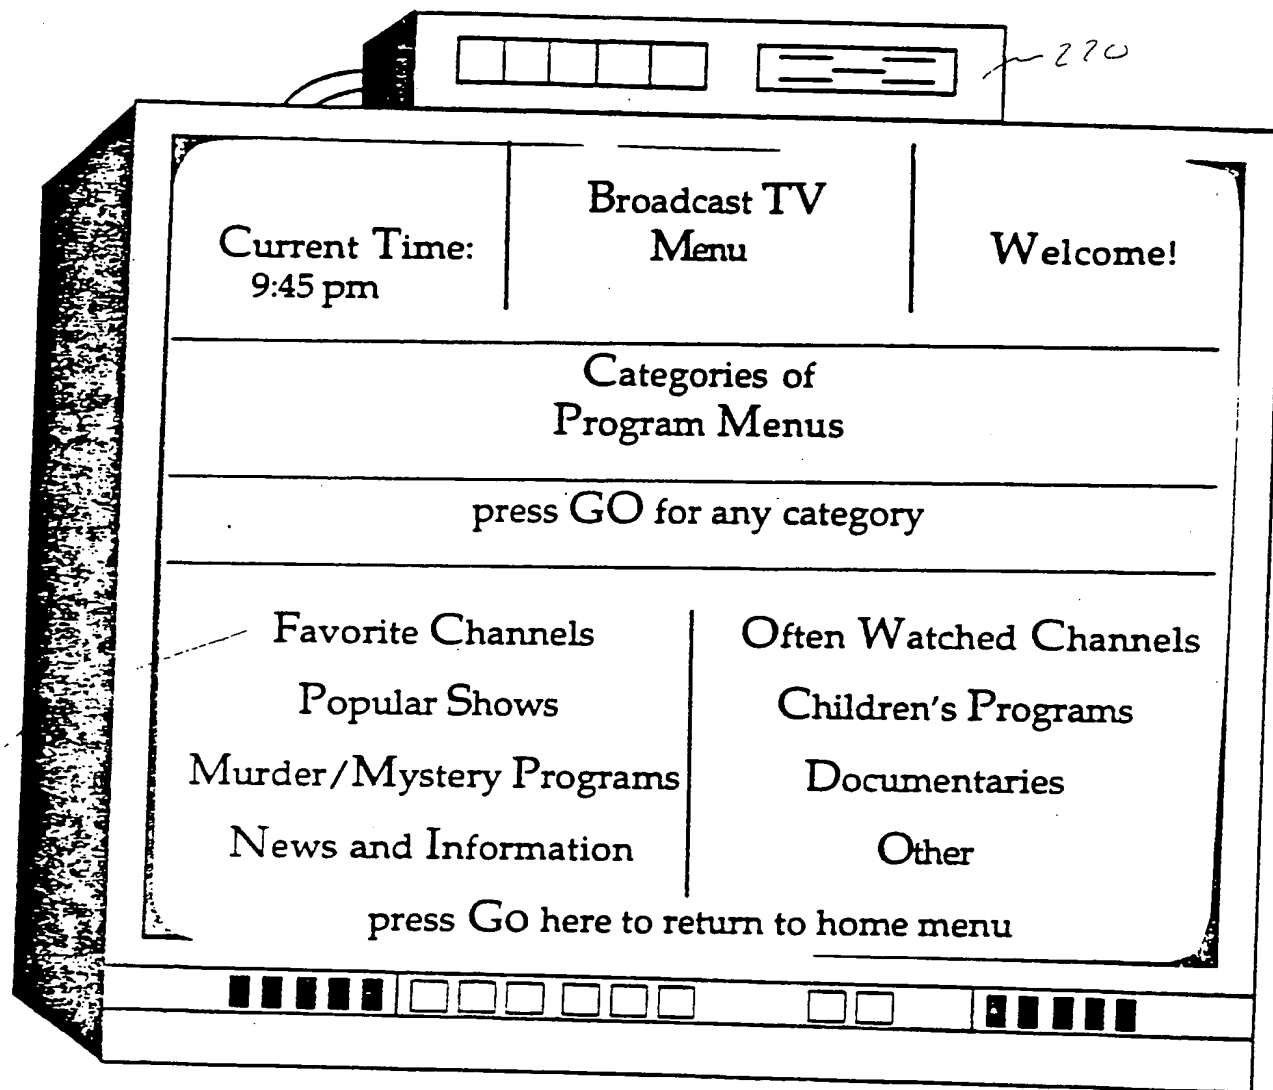 220
Current Time:
9:45 pm
Broadcast TV
Menu
Welcome!
Categories of
Program Menus
press GO for any category
Favorite Channels
Popular Shows
Murder/Mystery Programs
News and Information
Often Watched Channels
Children's Programs
Documentaries
Other
press Go here to return to home menu